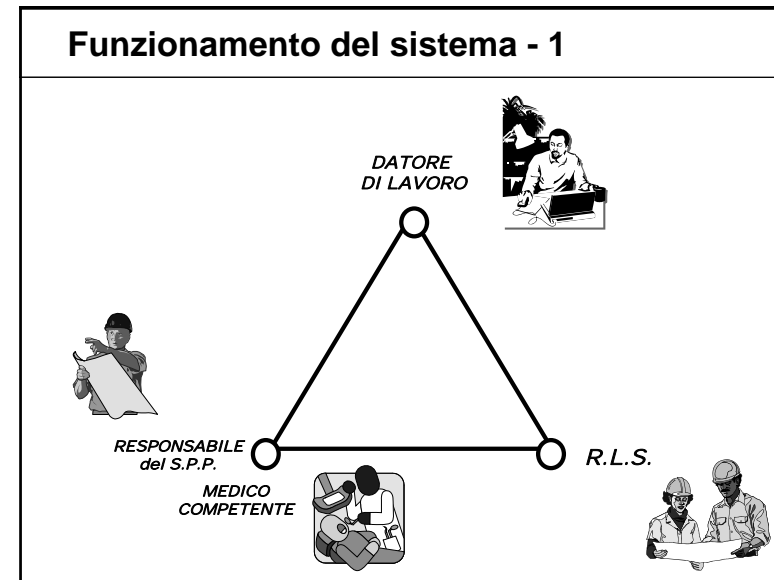 Funzionamento del sistema - 1
DATORE
DI LAVORO
RESPONSABILE
del S.P.P.
MEDICO
COMPETENTE
R.L.S.